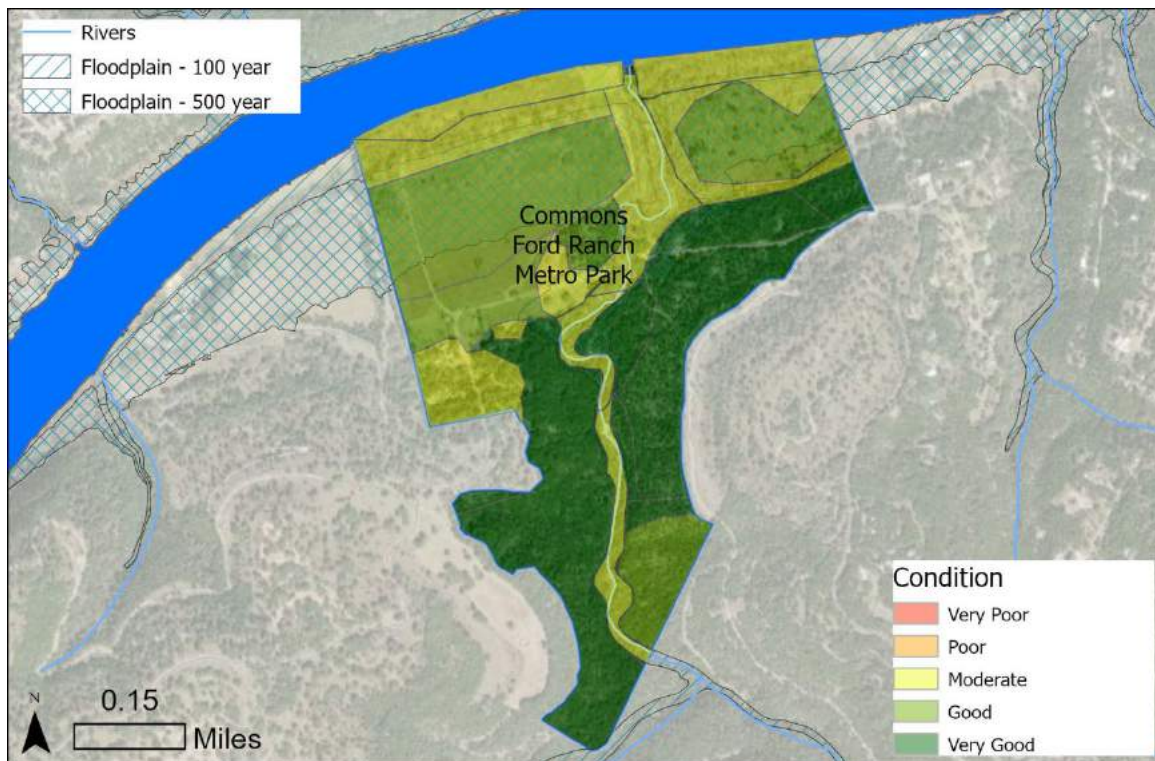 Rivers
Floodplain - 100 year
Floodplain - 500 year
Commons
Ford Ranch
Metro Park
Condition
Very Poor
Poor
Moderate
Good
Very Good
N
0.15
Miles